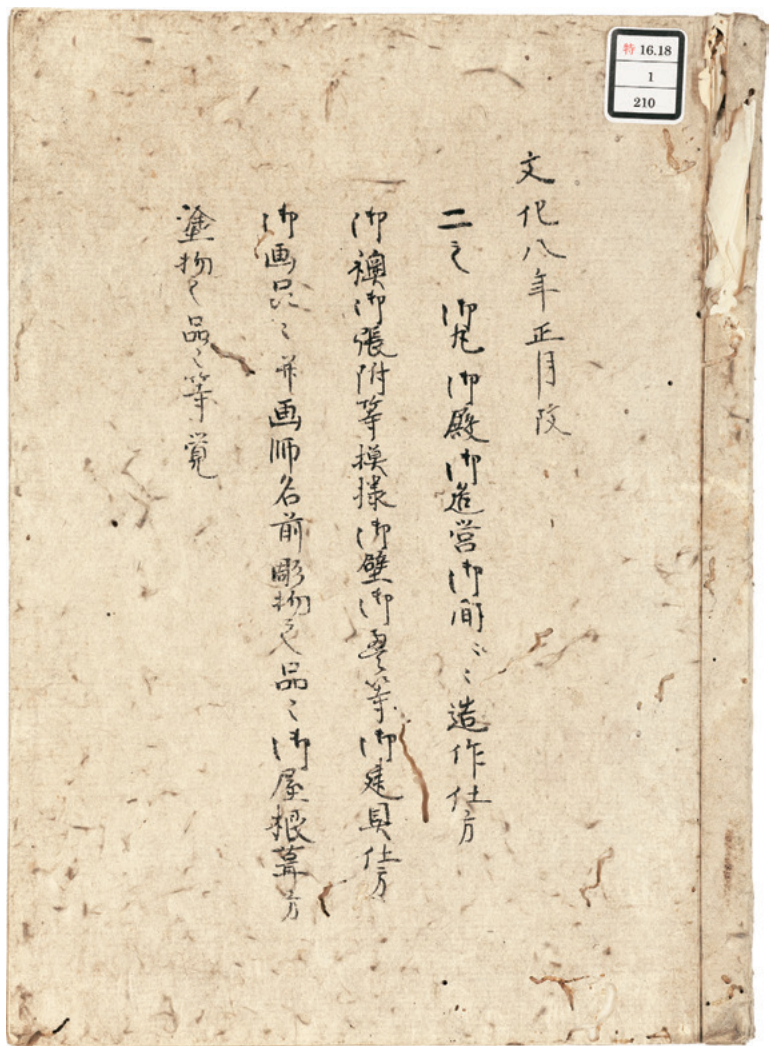 特 16.18
1
210
文化八年正月改
二之御丸御殿御造営御間々造作仕方
御襖御張附等模様御壁御畳等御建具仕方
御画品々并画師名前彫物之品々御屋根葺方
塗物之品々等覚